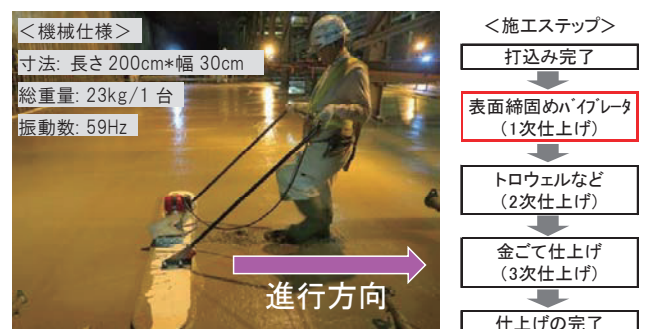 ＜機械仕様＞
寸法: 長さ 200cm*幅 30cm
総重量: 23kg/1 台
振動数: 59Hz
進行方向
＜施工ステップ＞
打込み完了
表面締固めﾊﾞｲﾌﾞﾚｰﾀ
（1次仕上げ）
トロウェルなど
（2次仕上げ）
金ごて仕上げ
（3次仕上げ）
仕上げの完了